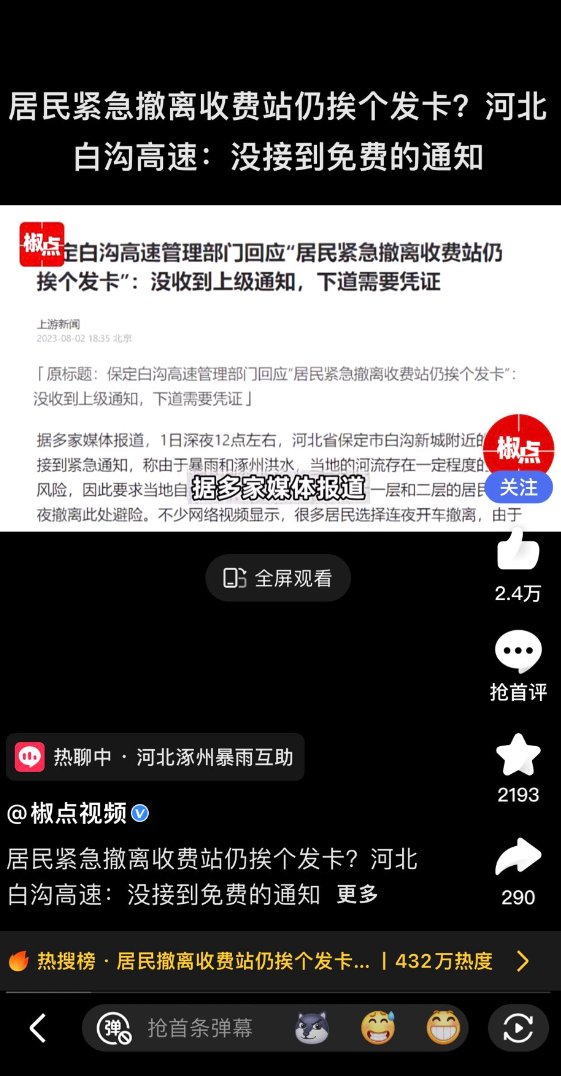 居民紧急撤离收费站仍挨个发卡？河北
白沟高速：没接到免费的通知
椒点
定白沟高速管理部门回应“居民紧急撤离收费站仍
挨个发卡”：没收到上级通知，下道需要凭证
上游新闻
2023-08-02 18:35 北京
「原标题：保定白沟高速管理部门回应“居民紧急撤离收费站仍挨个发卡”：
没收到上级通知，下道需要凭证」
据多家媒体报道，1日深夜12点左右，河北省保定市白沟新城附近的
接到紧急通知，称由于暴雨和涿州洪水，当地的河流存在一定程度的
风险，因此要求当地自
一层和二层的居民
据多家媒体报道
夜撤离此处避险。不少网络视频显示，很多居民选择连夜开车撤离，由于
椒点
关注
全屏观看
2.4万
抢首评
热聊中 · 河北涿州暴雨互助
2193
@椒点视频
居民紧急撤离收费站仍挨个发卡？河北
白沟高速：没接到免费的通知 更多
290
热搜榜 · 居民撤离收费站仍挨个发卡... | 432万热度
弹
抢首条弹幕